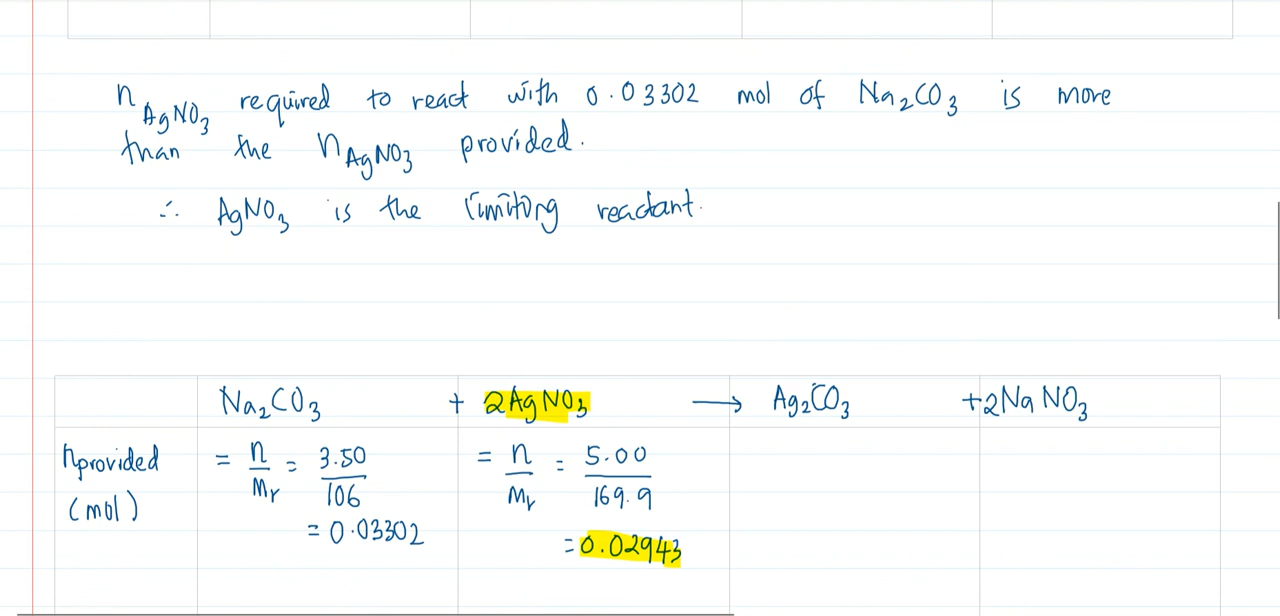 n AgNO₃ required to react with 0.03302 mol of Na₂CO₃ is more
than the n AgNO₃ provided.
∴ AgNO₃ is the limiting reactant.
Na₂CO₃ + 2AgNO₃ ⟶ Ag₂CO₃ +2NaNO₃
nprovided (mol)
= n/Mr = 3.50/106
= 0.03302
= n/Mr = 5.00/169.9
= 0.02943